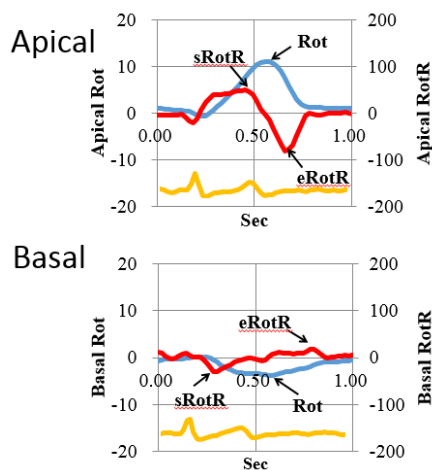 Apical
20
10
0
-10
-20
Apical Rot
200
100
0
-100
-200
Apical RotR
sRotR
Rot
eRotR
0.00 0.50 1.00
Sec
Basal
20
10
0
-10
-20
Basal Rot
200
100
0
-100
-200
Basal RotR
eRotR
sRotR
Rot
0.00 0.50 1.00
Sec